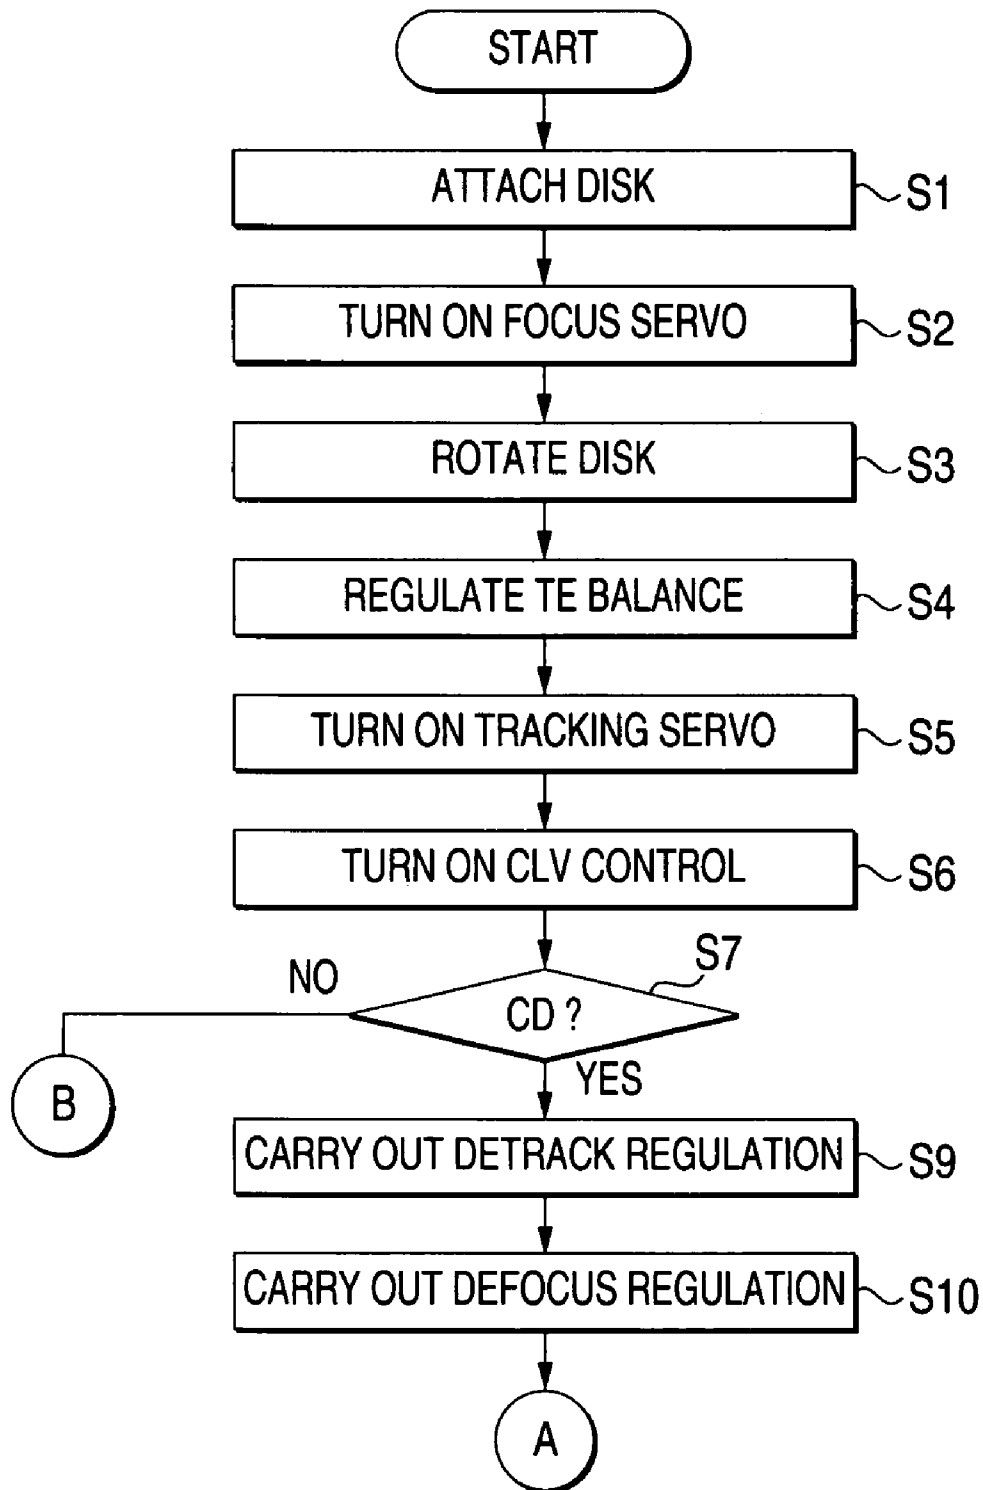 START
ATTACH DISK
S1
TURN ON FOCUS SERVO
S2
ROTATE DISK
S3
REGULATE TE BALANCE
S4
TURN ON TRACKING SERVO
S5
TURN ON CLV CONTROL
S6
S7
NO
CD ?
YES
B
CARRY OUT DETRACK REGULATION
S9
CARRY OUT DEFOCUS REGULATION
S10
A